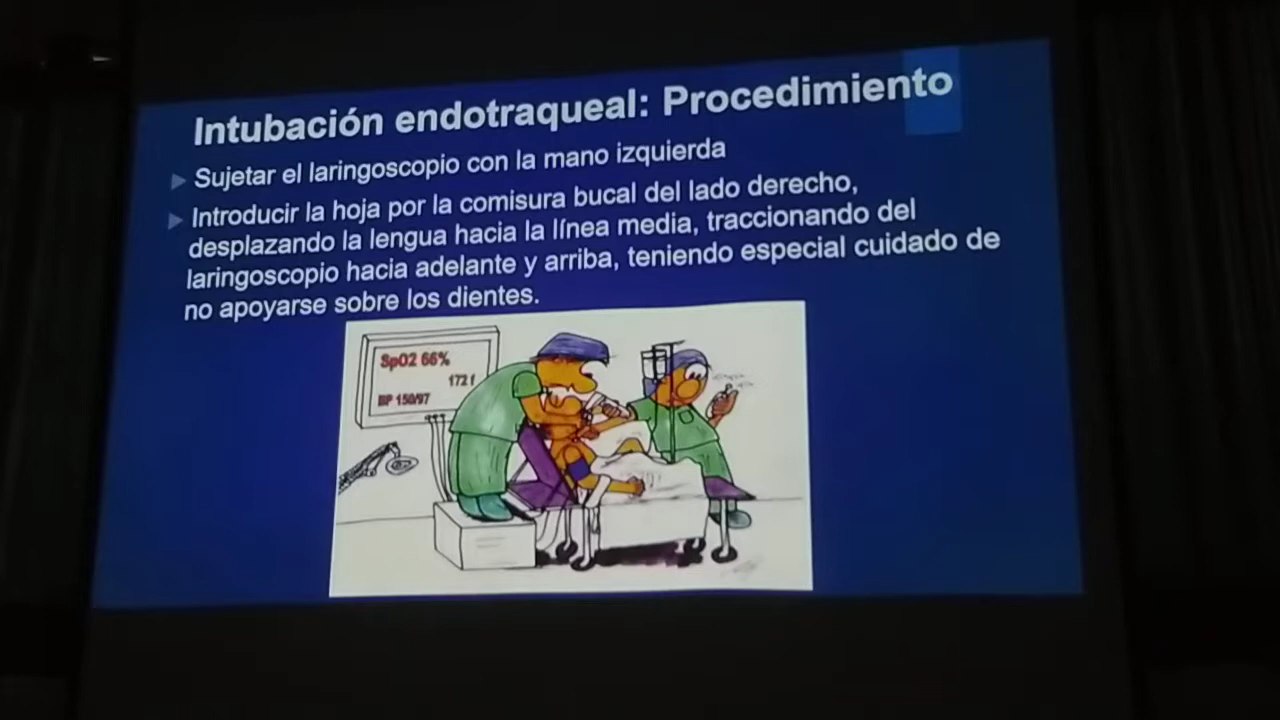 Intubación endotraqueal: Procedimiento
Sujetar el laringoscopio con la mano izquierda
Introducir la hoja por la comisura bucal del lado derecho,
desplazando la lengua hacia la línea media, traccionando del
laringoscopio hacia adelante y arriba, teniendo especial cuidado de
no apoyarse sobre los dientes.
SpO2 66%
172 f
BP 150/97